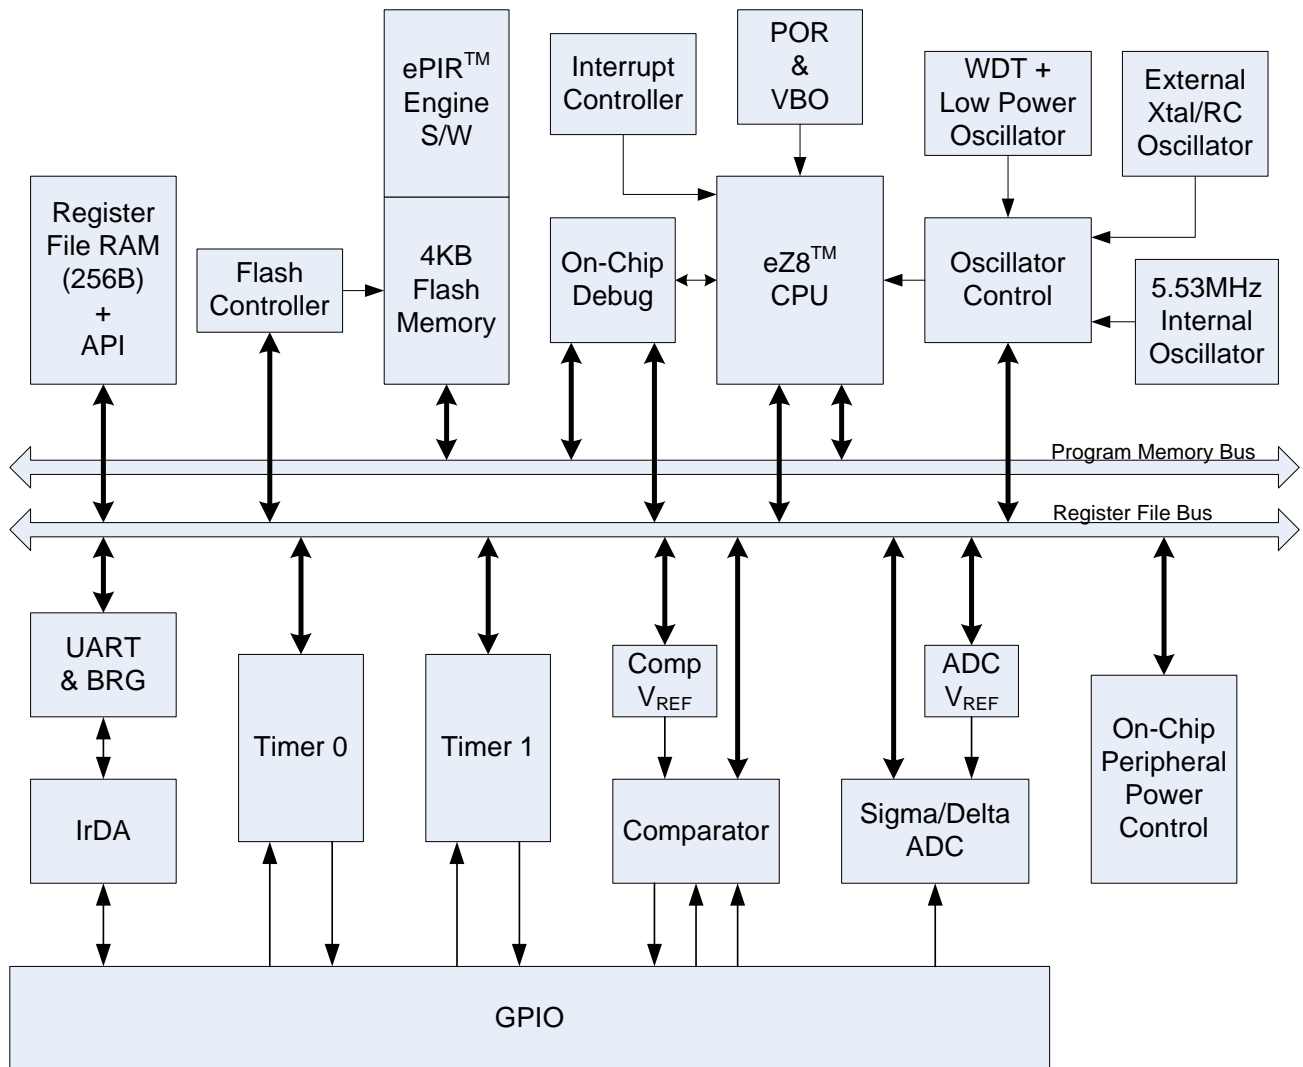 ePIR™
Engine
S/W
Interrupt
Controller
POR
&
VBO
WDT +
Low Power
Oscillator
External
Xtal/RC
Oscillator
Register
File RAM
(256B)
+
API
Flash
Controller
4KB
Flash
Memory
On-Chip
Debug
eZ8™
CPU
Oscillator
Control
5.53MHz
Internal
Oscillator
Program Memory Bus
Register File Bus
UART
& BRG
Timer 0
Timer 1
Comp
VREF
ADC
VREF
On-Chip
Peripheral
Power
Control
IrDA
Comparator
Sigma/Delta
ADC
GPIO